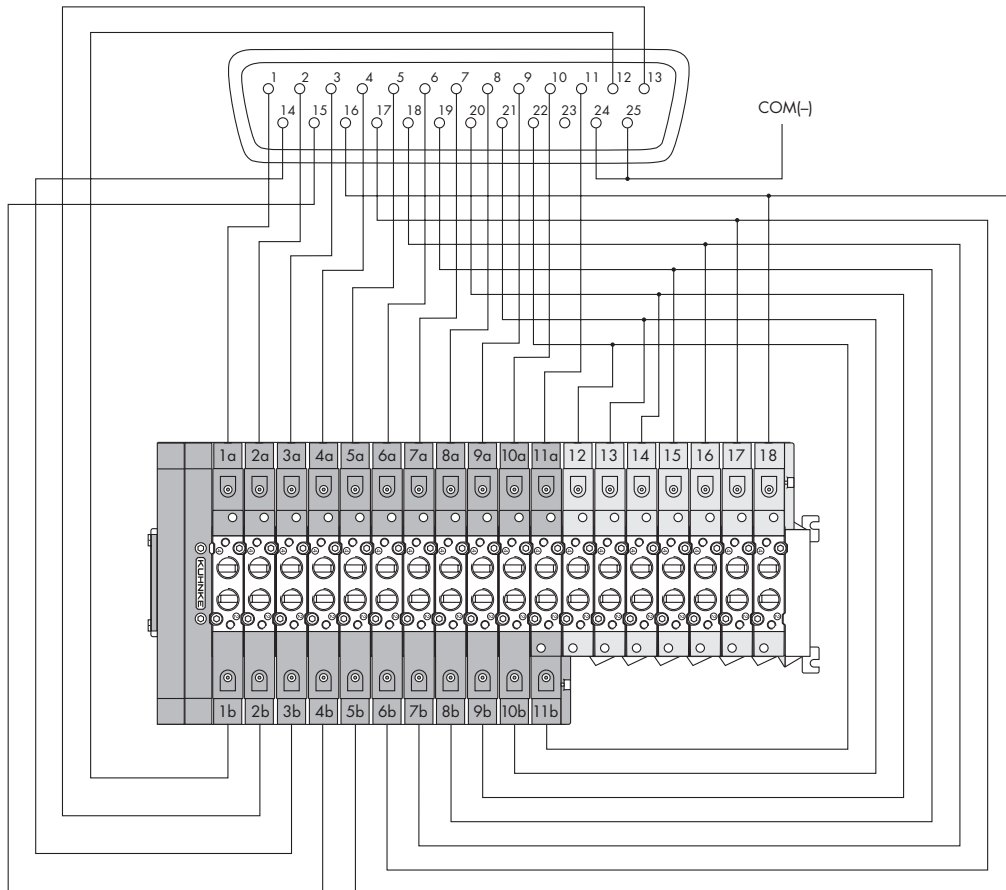 1 2 3 4 5 6 7 8 9 10 11 12 13
14 15 16 17 18 19 20 21 22 23 24 25
COM(–)
1a 2a 3a 4a 5a 6a 7a 8a 9a 10a 11a 12 13 14 15 16 17 18
KUHNKE
1b 2b 3b 4b 5b 6b 7b 8b 9b 10b 11b